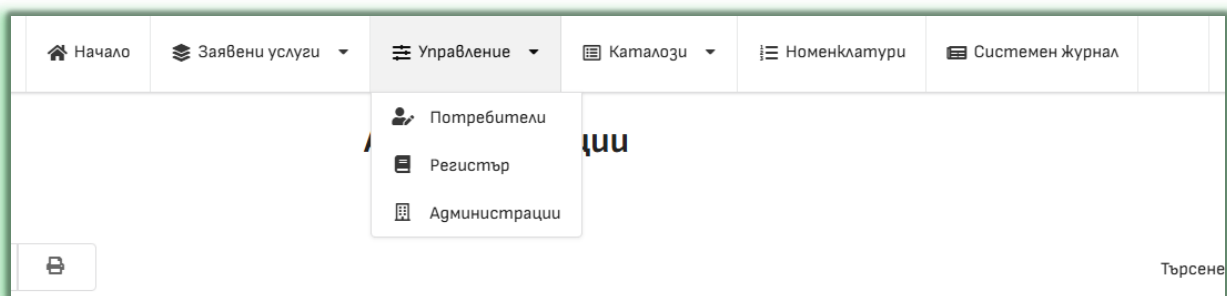 Начало Заявени услуги Управление Каталози Номенклатури Системен журнал
Потребители
Регистър
Администрации
Търсене